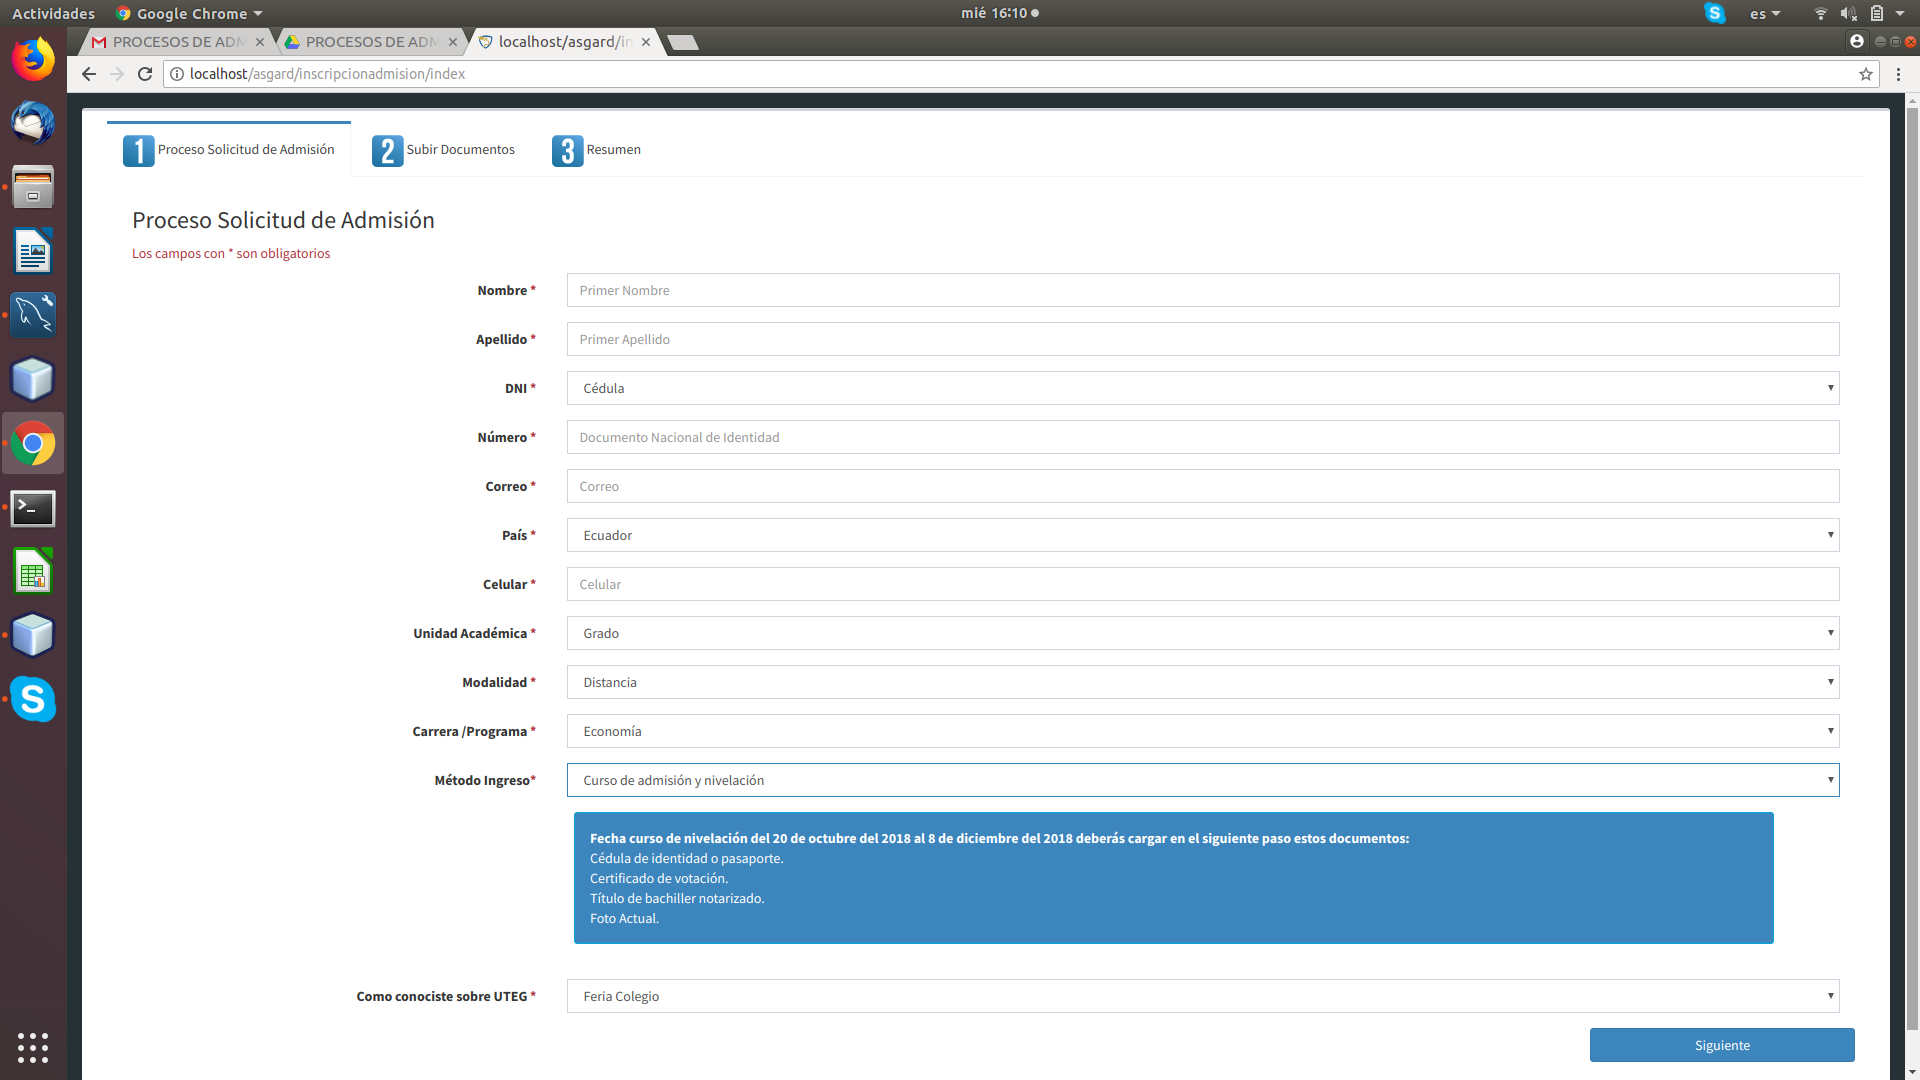 Actividades Google Chrome mié 16:10 es
PROCESOS DE ADM PROCESOS DE ADM localhost/asgard/in
localhost/asgard/inscripcionadmision/index
1 Proceso Solicitud de Admisión 2 Subir Documentos 3 Resumen
Proceso Solicitud de Admisión
Los campos con * son obligatorios
Nombre * Primer Nombre
Apellido * Primer Apellido
DNI * Cédula
Número * Documento Nacional de Identidad
Correo * Correo
País * Ecuador
Celular * Celular
Unidad Académica * Grado
Modalidad * Distancia
Carrera /Programa * Economía
Método Ingreso* Curso de admisión y nivelación
Fecha curso de nivelación del 20 de octubre del 2018 al 8 de diciembre del 2018 deberás cargar en el siguiente paso estos documentos:
Cédula de identidad o pasaporte.
Certificado de votación.
Título de bachiller notarizado.
Foto Actual.
Como conociste sobre UTEG * Feria Colegio
Siguiente